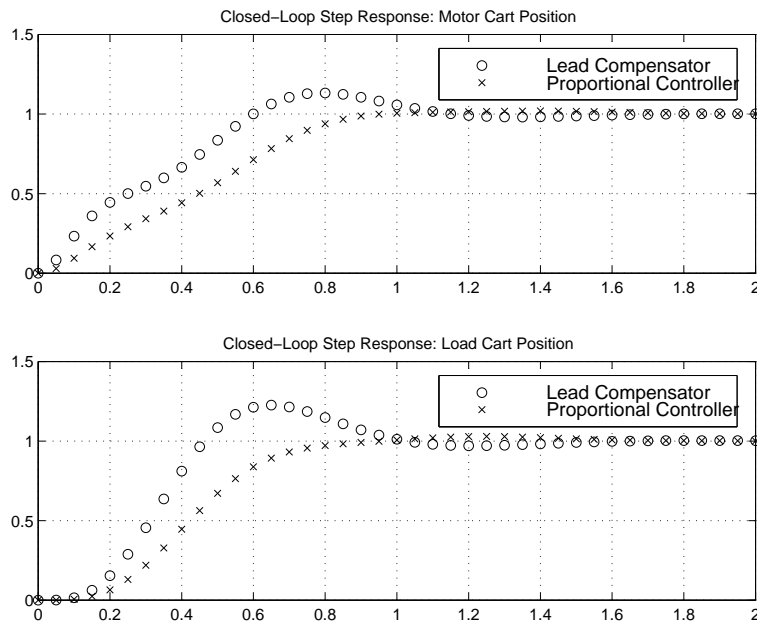 Closed-Loop Step Response: Motor Cart Position
1.5
1
0.5
0
Lead Compensator
Proportional Controller
0 0.2 0.4 0.6 0.8 1 1.2 1.4 1.6 1.8 2
Closed-Loop Step Response: Load Cart Position
1.5
1
0.5
0
Lead Compensator
Proportional Controller
0 0.2 0.4 0.6 0.8 1 1.2 1.4 1.6 1.8 2